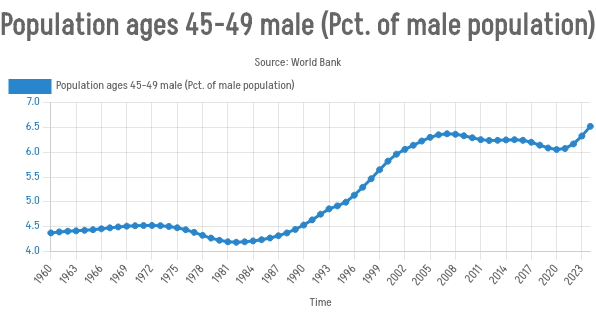 Population ages 45-49 male (Pct. of male population)
Source: World Bank
Population ages 45-49 male (Pct. of male population)
7.0
6.5
6.0
5.5
5.0
4.5
4.0
1960 1963 1966 1969 1972 1975 1978 1981 1984 1987 1990 1993 1996 1999 2002 2005 2008 2011 2014 2017 2020 2023
Time